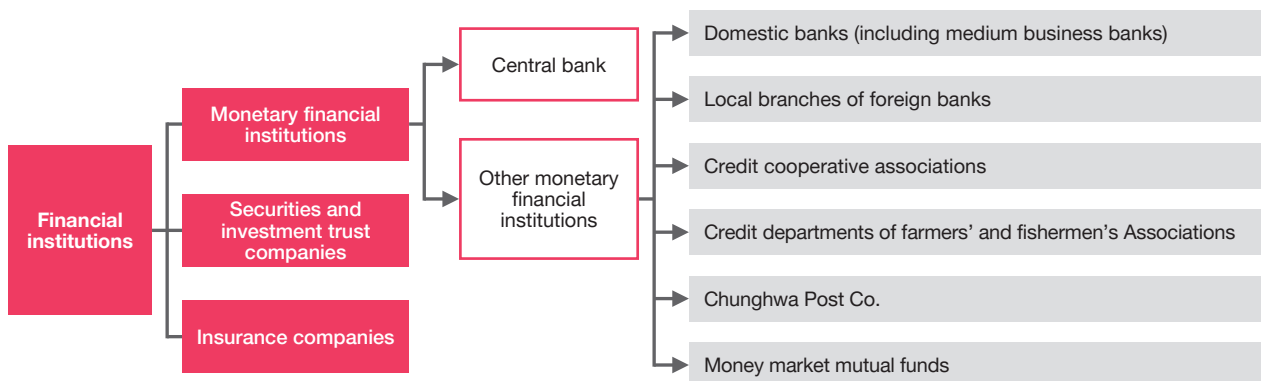 Financial
institutions
Monetary financial
institutions
Securities and
investment trust
companies
Insurance companies
Central bank
Other monetary
financial
institutions
Domestic banks (including medium business banks)
Local branches of foreign banks
Credit cooperative associations
Credit departments of farmers’ and fishermen’s Associations
Chunghwa Post Co.
Money market mutual funds